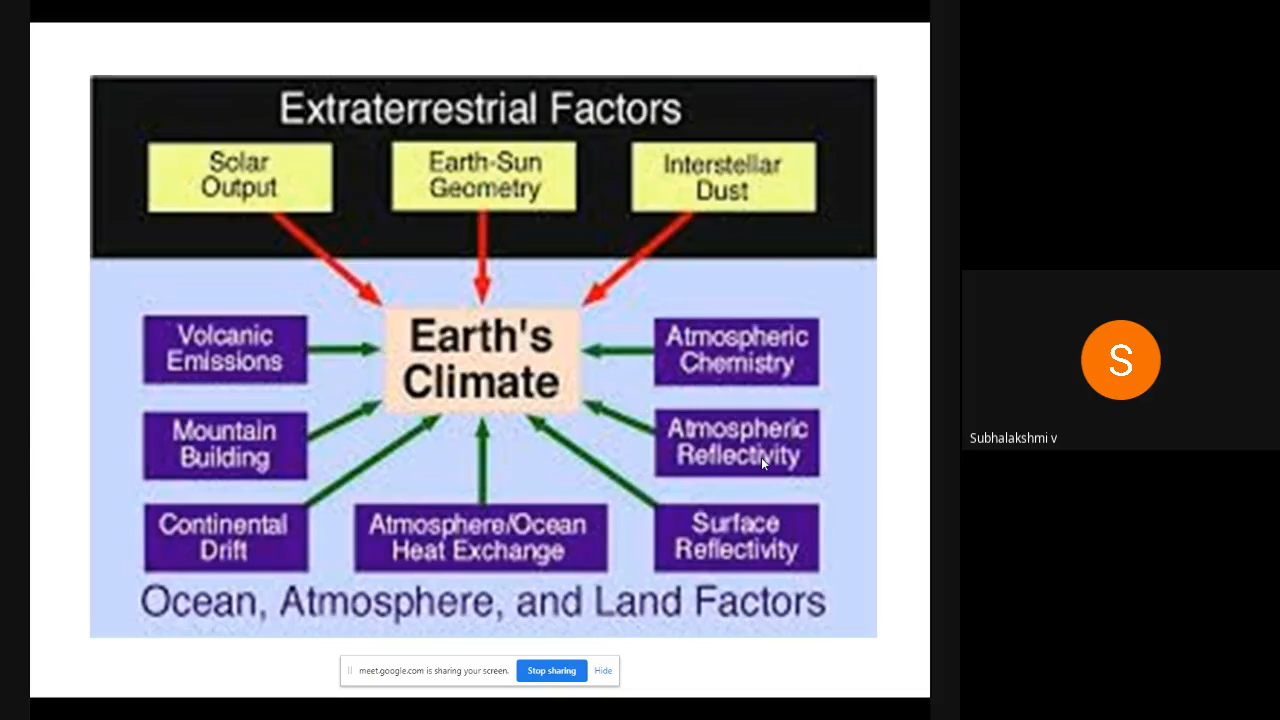 Extraterrestrial Factors
Solar
Output
Earth-Sun
Geometry
Interstellar
Dust
Earth's
Climate
Volcanic
Emissions
Atmospheric
Chemistry
Mountain
Building
Atmospheric
Reflectivity
Continental
Drift
Atmosphere/Ocean
Heat Exchange
Surface
Reflectivity
Ocean, Atmosphere, and Land Factors
meet.google.com is sharing your screen.
Stop sharing
Hide
S
Subhalakshmi v